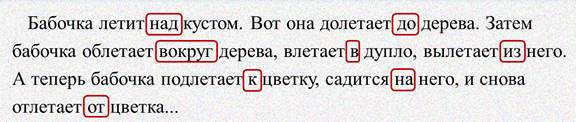 Бабочка летит над кустом. Вот она долетает до дерева. Затем
бабочка облетает вокруг дерева, влетает в дупло, вылетает из него.
А теперь бабочка подлетает к цветку, садится на него, и снова
отлетает от цветка...